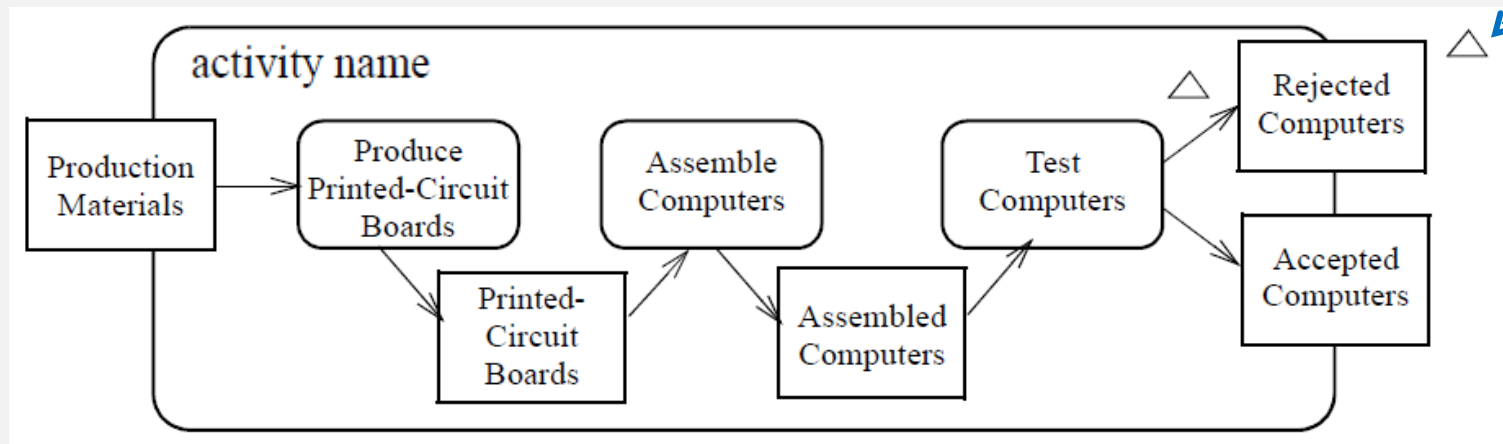 activity name
Production
Materials
Produce
Printed-Circuit
Boards
Printed-
Circuit
Boards
Assemble
Computers
Assembled
Computers
Test
Computers
Rejected
Computers
Accepted
Computers